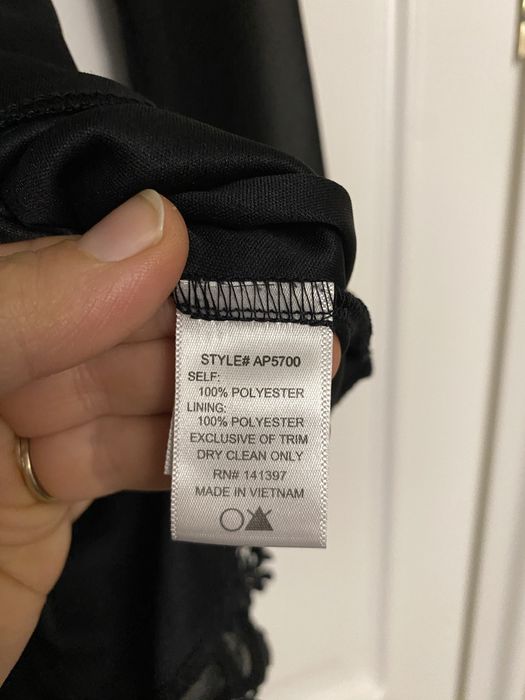 STYLE# AP5700
SELF:
100% POLYESTER
LINING:
100% POLYESTER
EXCLUSIVE OF TRIM
DRY CLEAN ONLY
RN# 141397
MADE IN VIETNAM